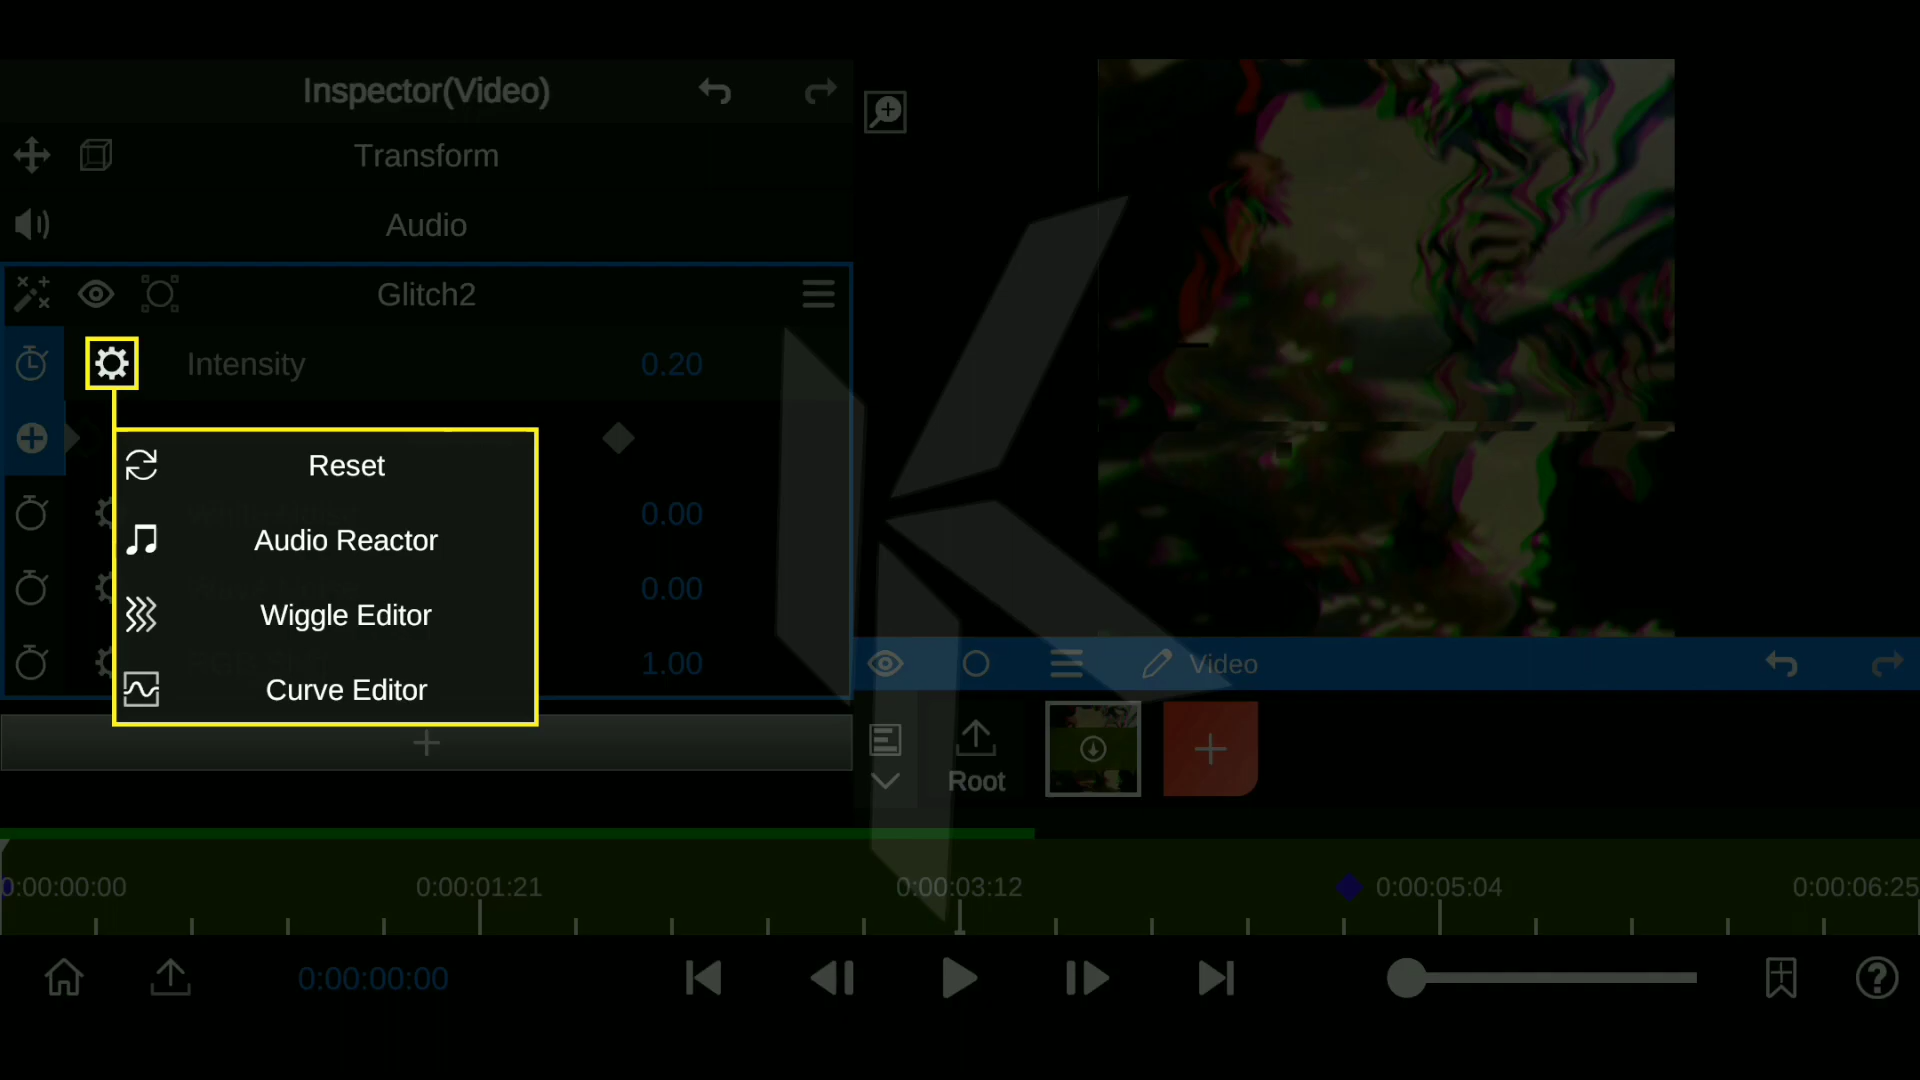 Inspector(Video)
Transform
Audio
Glitch2
Intensity 0.20
Reset
0.00
Audio Reactor
0.00
Wiggle Editor
1.00
Curve Editor
Video
Root
0:00:00:00 0:00:01:21 0:00:03:12 0:00:05:04 0:00:06:25
0:00:00:00